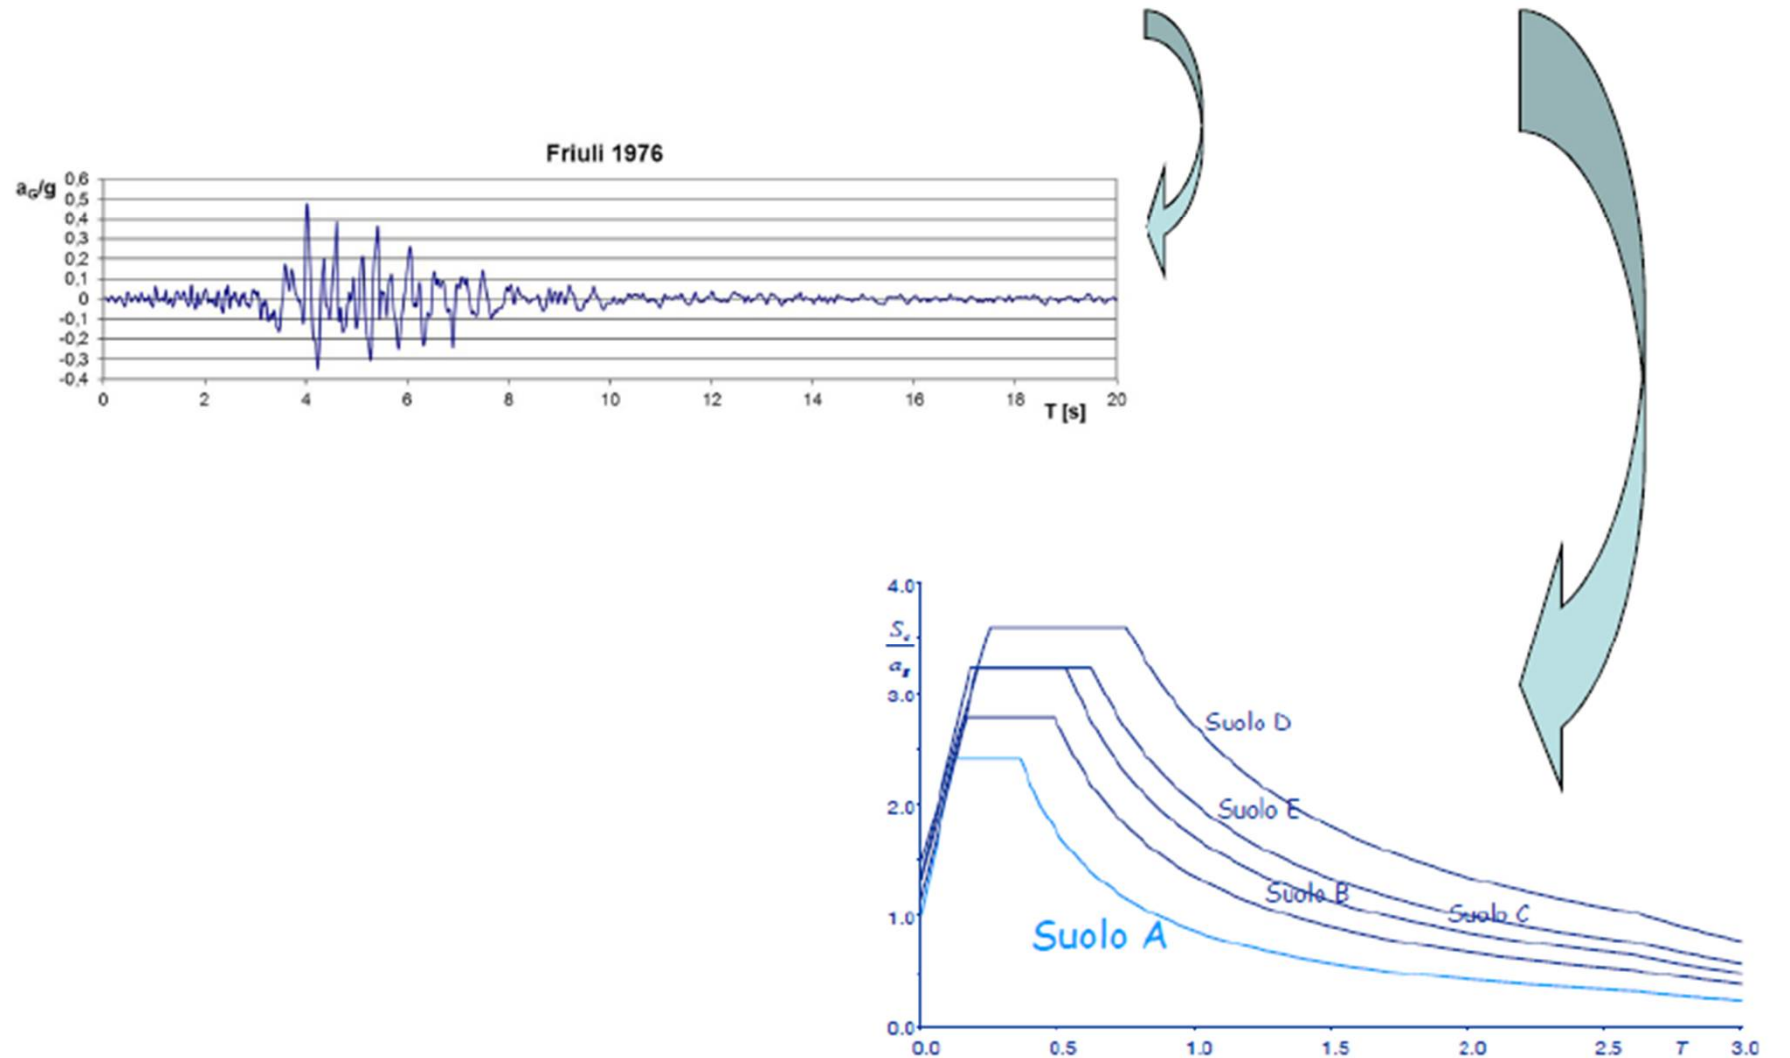 Friuli 1976
aG/g
0,6
0,5
0,4
0,3
0,2
0,1
0
-0,1
-0,2
-0,3
-0,4
0 2 4 6 8 10 12 14 16 18 20
T [s]
4.0
Se
ag
3.0
2.0
1.0
0.0
Suolo D
Suolo E
Suolo B
Suolo C
Suolo A
0.0 0.5 1.0 1.5 2.0 2.5 T 3.0